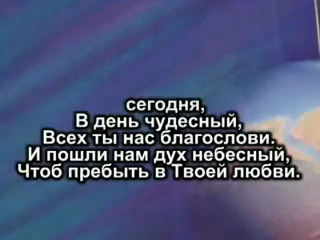 сегодня,
В день чудесный,
Всех ты нас благослови.
И пошли нам дух небесный,
Чтоб пребыть в Твоей любви.